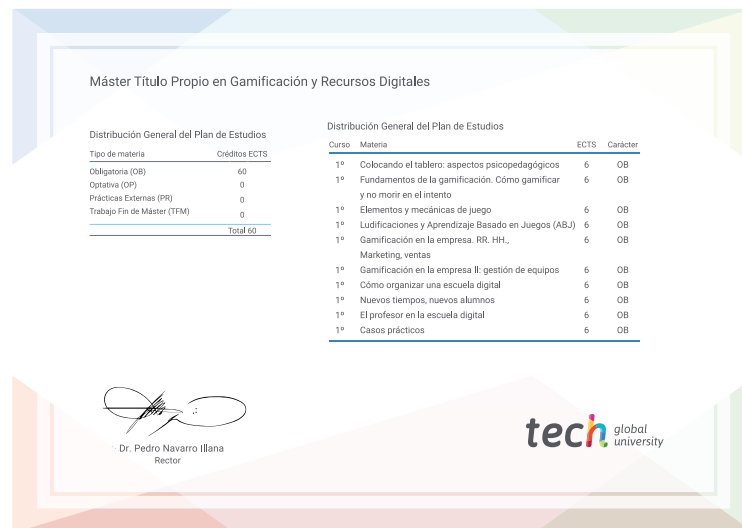 Máster Título Propio en Gamificación y Recursos Digitales
Distribución General del Plan de Estudios
Tipo de materia Créditos ECTS
Obligatoria (OB) 60
Optativa (OP) 0
Prácticas Externas (PR) 0
Trabajo Fin de Máster (TFM) 0
Total 60
Distribución General del Plan de Estudios
Curso Materia ECTS Carácter
1º Colocando el tablero: aspectos psicopedagógicos 6 OB
1º Fundamentos de la gamificación. Cómo gamificar 6 OB
y no morir en el intento
1º Elementos y mecánicas de juego 6 OB
1º Ludificaciones y Aprendizaje Basado en Juegos (ABJ) 6 OB
1º Gamificación en la empresa. RR. HH., 6 OB
Marketing, ventas
1º Gamificación en la empresa II: gestión de equipos 6 OB
1º Cómo organizar una escuela digital 6 OB
1º Nuevos tiempos, nuevos alumnos 6 OB
1º El profesor en la escuela digital 6 OB
1º Casos prácticos 6 OB
Dr. Pedro Navarro Illana
Rector
tech global
university